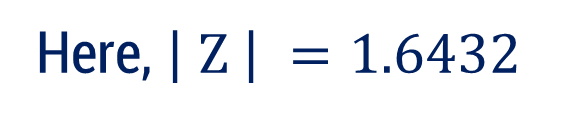 Here, | Z | = 1.6432